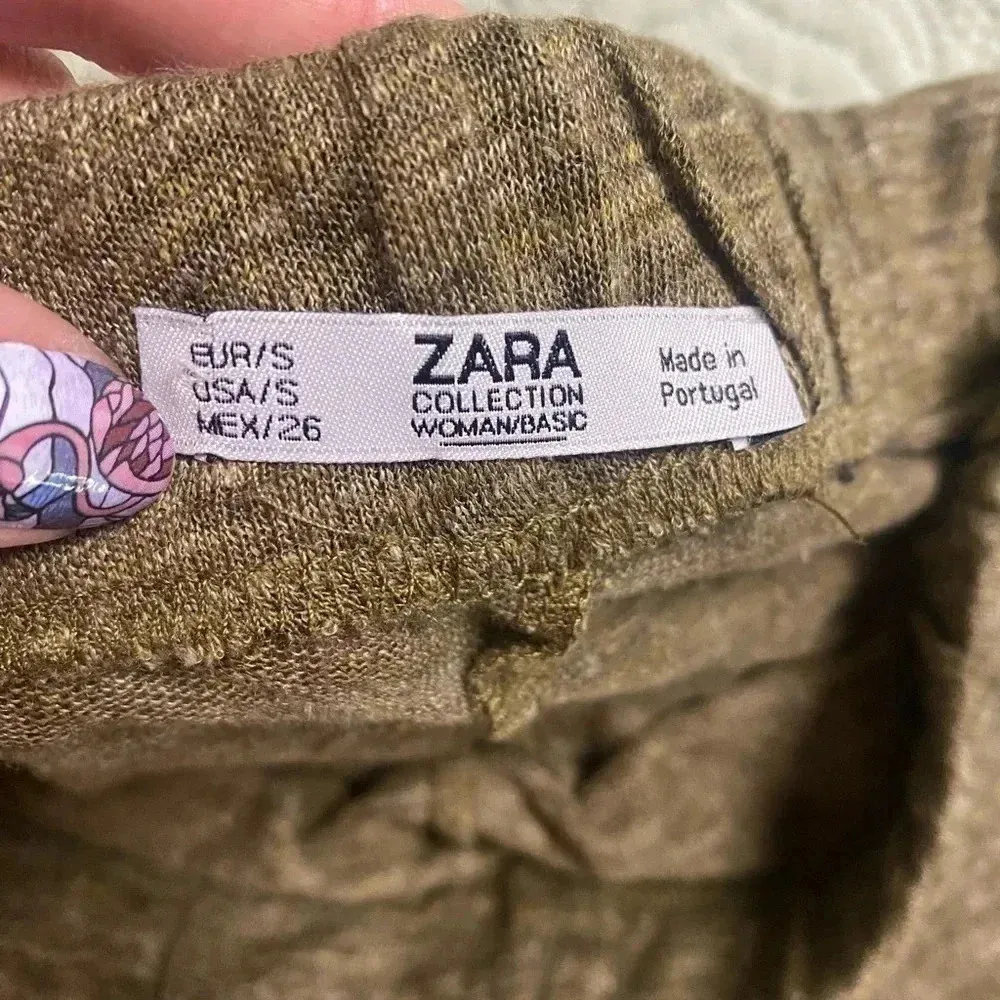 EUR/S
USA/S
MEX/26
ZARA
COLLECTION
WOMAN/BASIC
Made in
Portugal